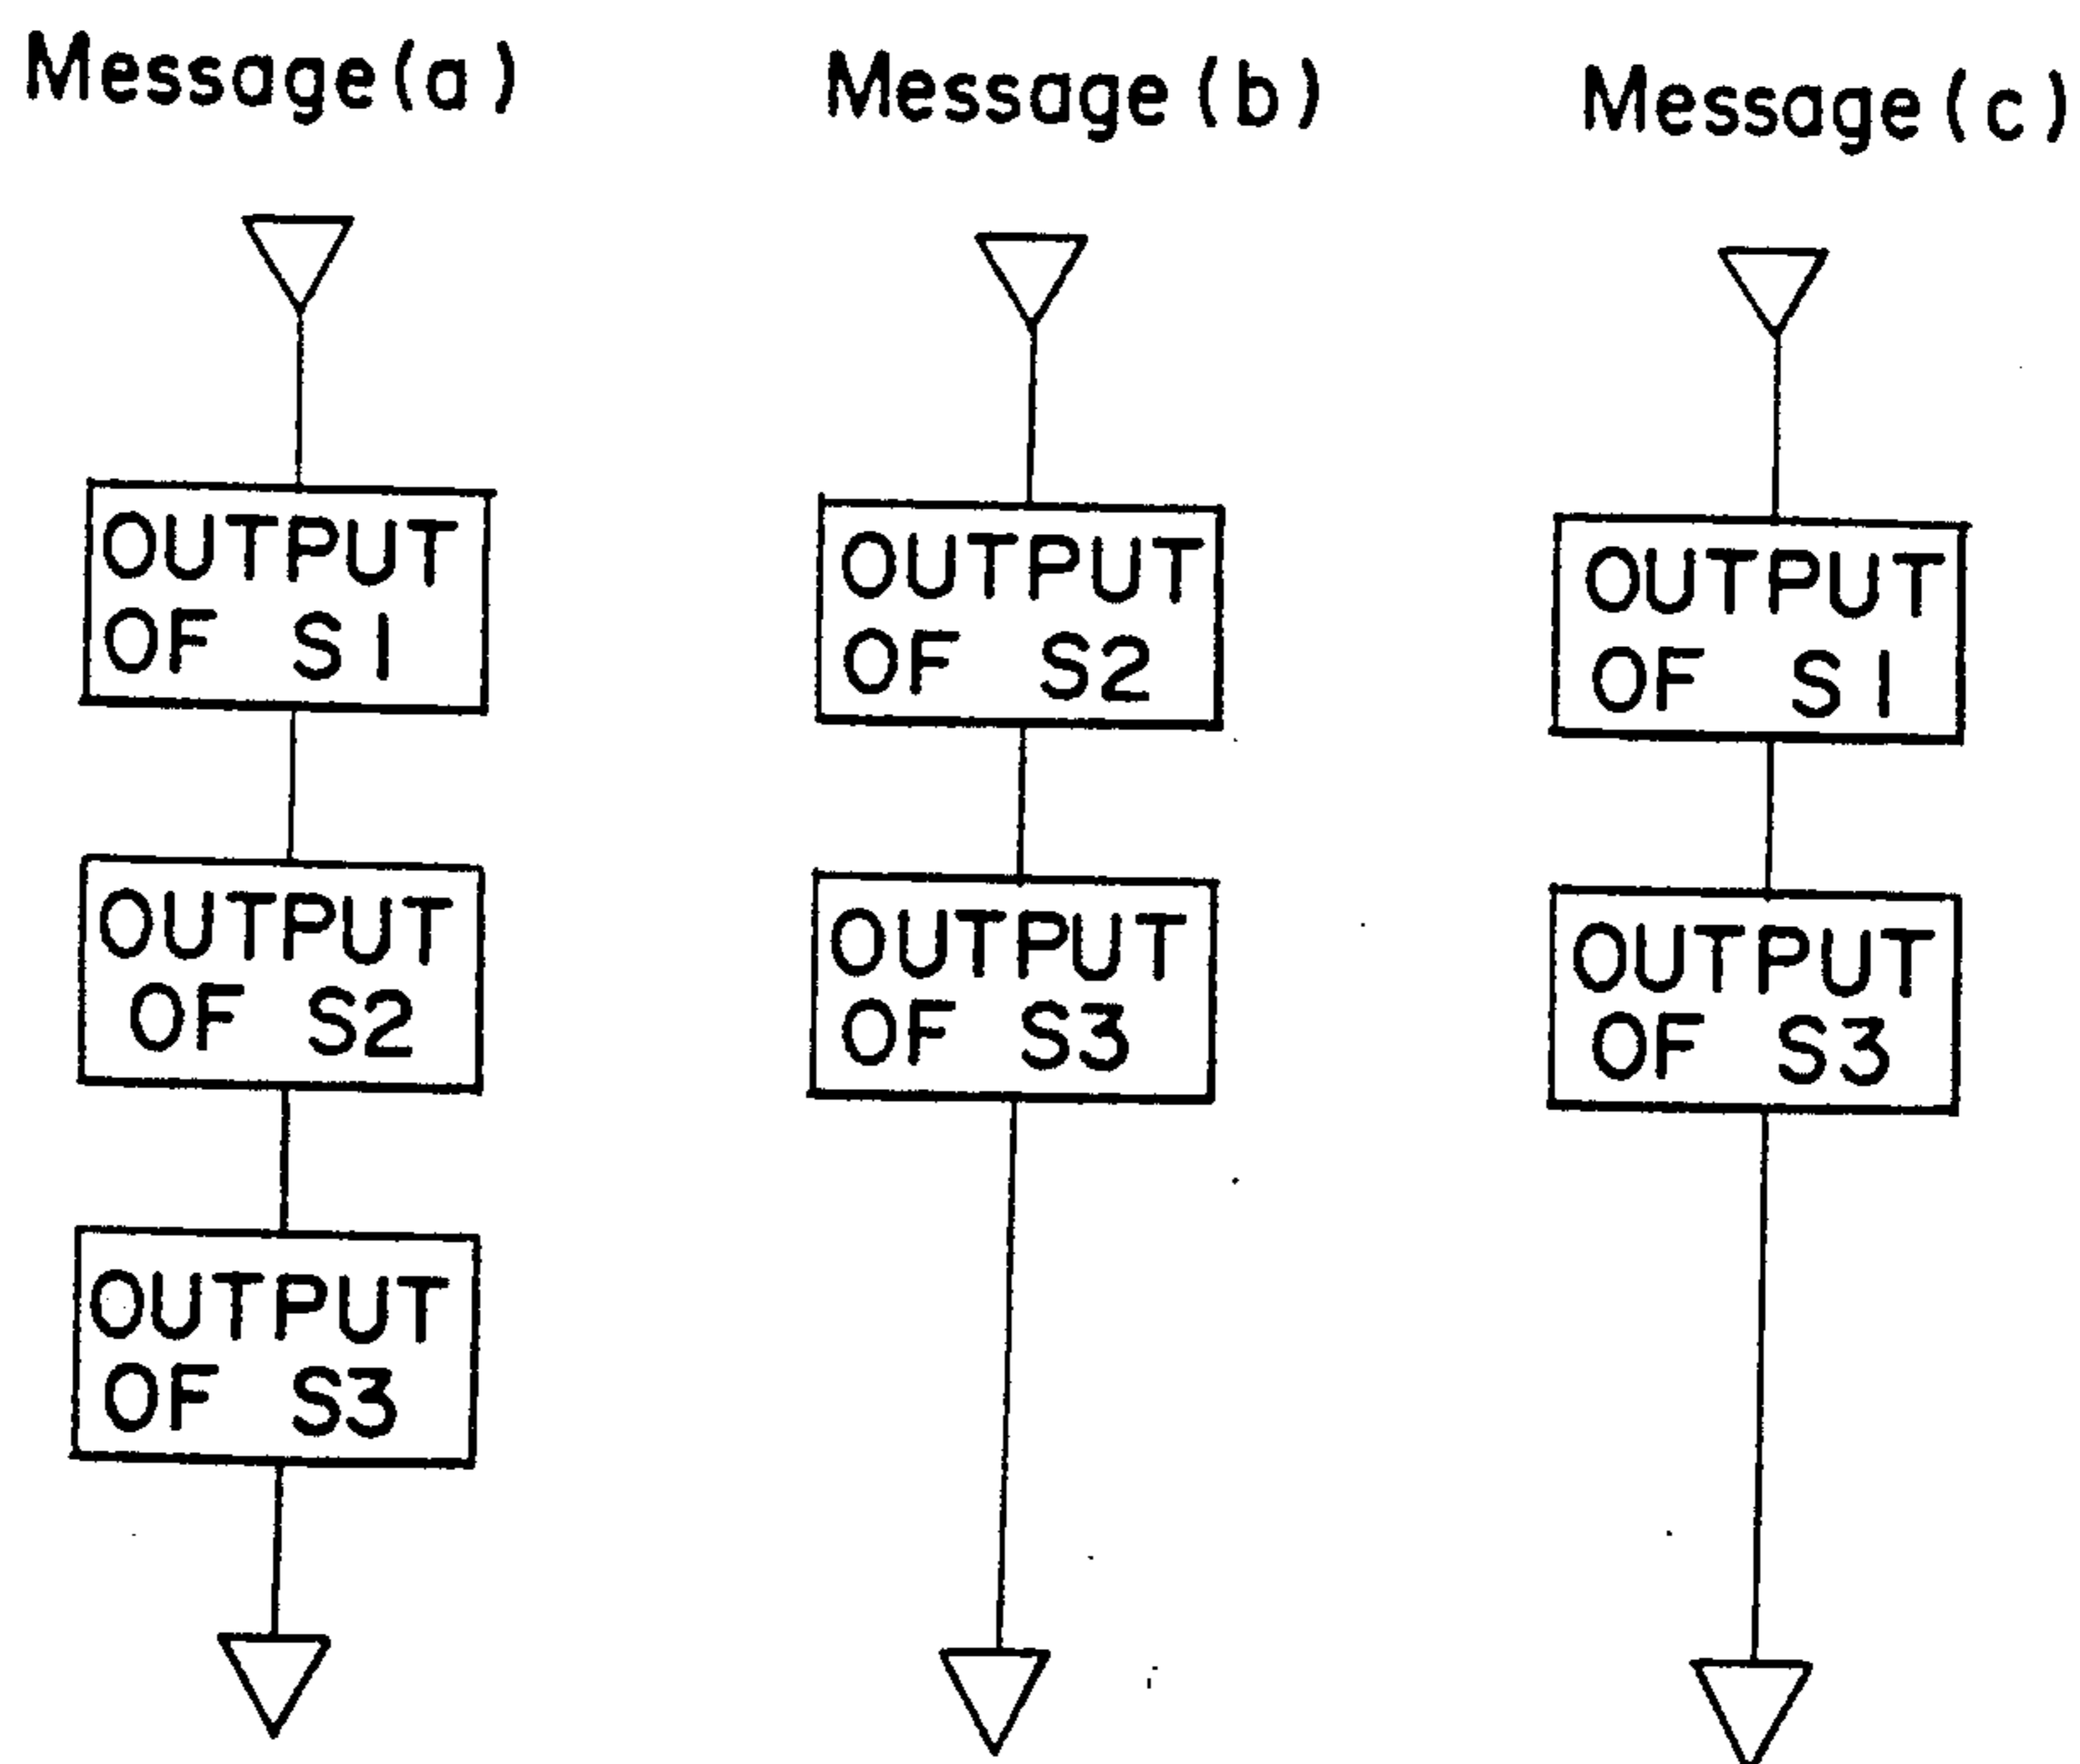 Message(a)
OUTPUT
OF S1
OUTPUT
OF S2
OUTPUT
OF S3
Message(b)
OUTPUT
OF S2
OUTPUT
OF S3
Message(c)
OUTPUT
OF S1
OUTPUT
OF S3